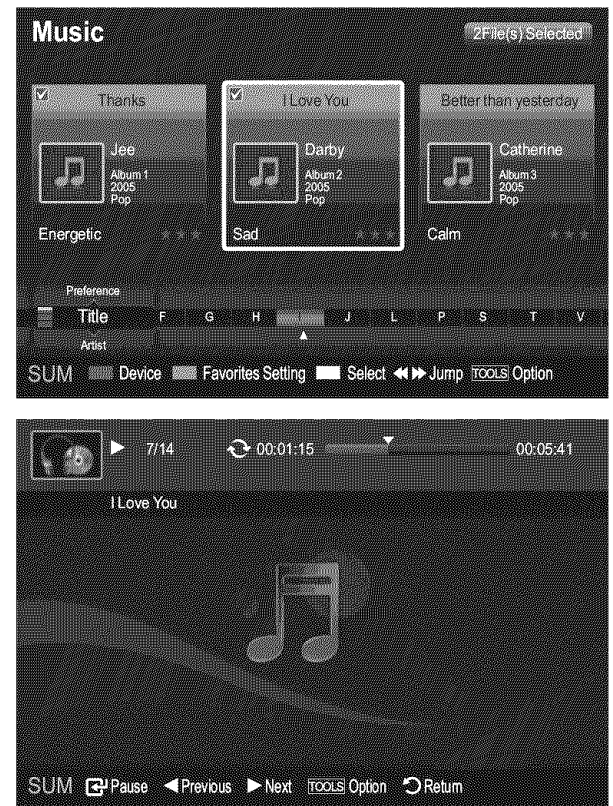 Music
2File(s) Selected
Thanks
I Love You
Better than yesterday
Jee
Album 1
2005
Pop
Darby
Album 2
2005
Pop
Catherine
Album 3
2005
Pop
Energetic
Sad
Calm
Preference
Title F G H I J L P S T V
Artist
SUM Device Favorites Setting Select Jump TOOLS Option
7/14 00:01:15 00:05:41
I Love You
SUM Pause Previous Next TOOLS Option Return